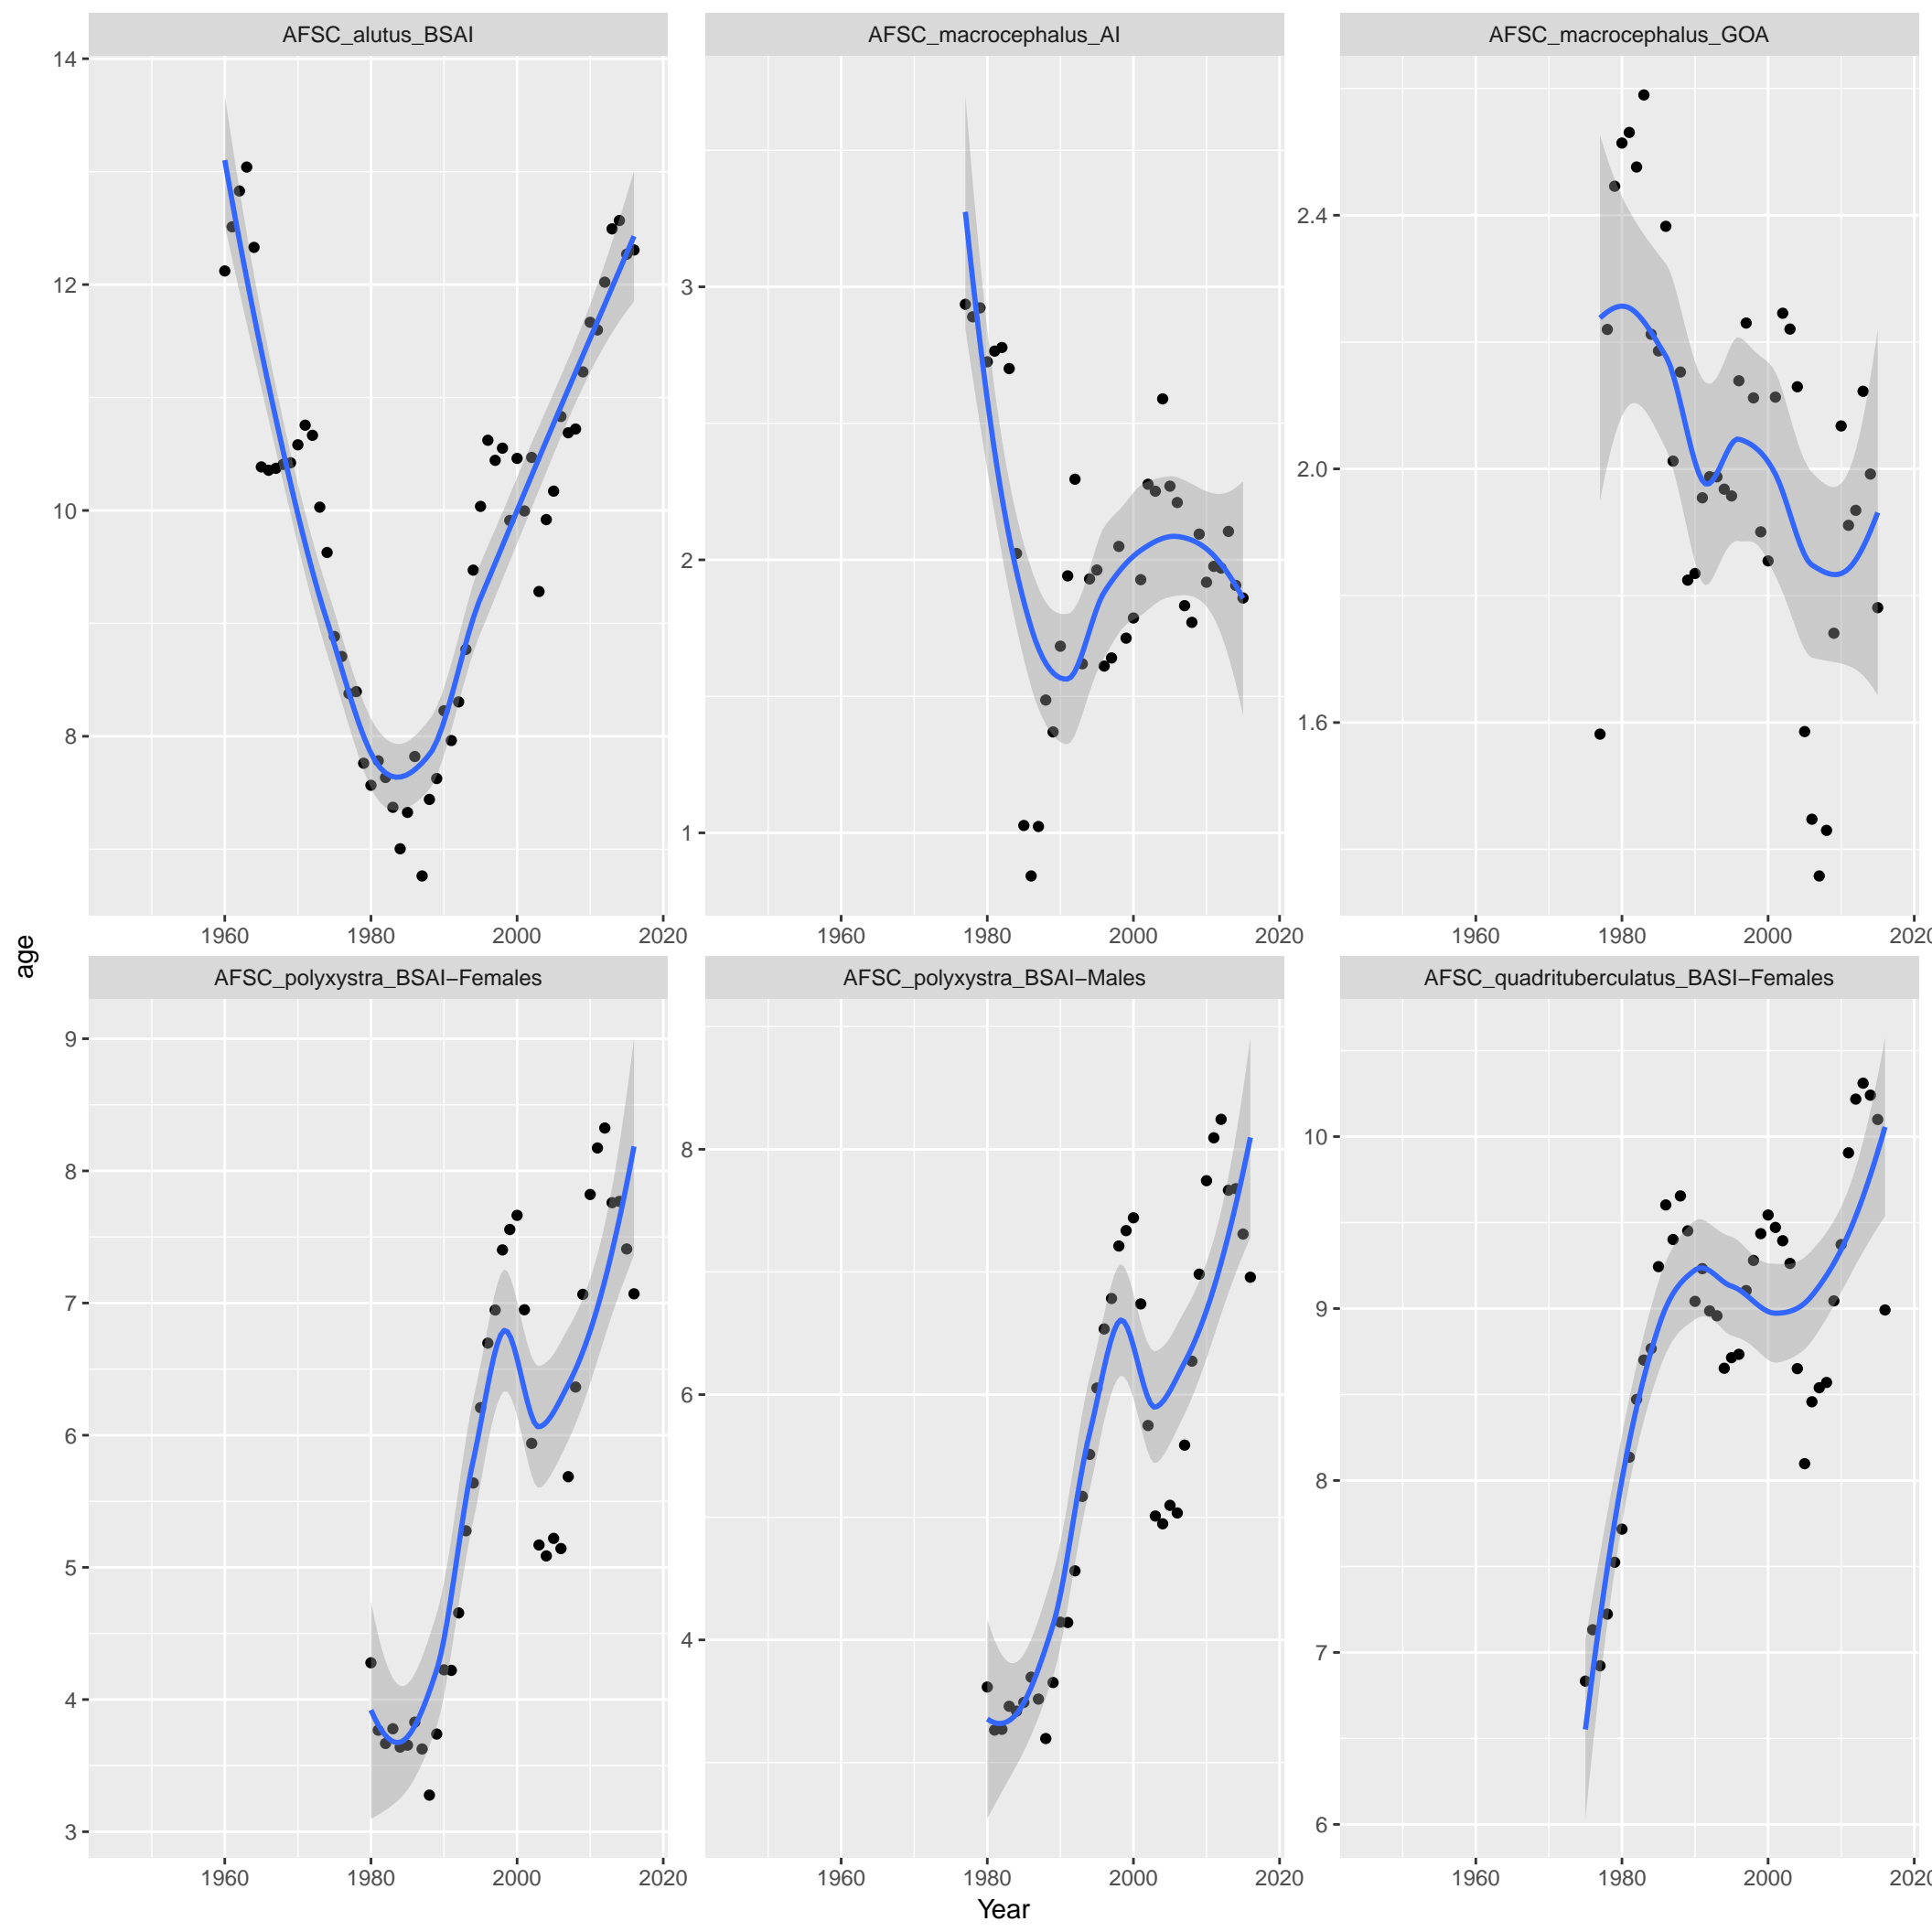 AFSC_alutus_BSAI
AFSC_macrocephalus_AI
AFSC_macrocephalus_GOA
14
12
10
8
3
2
1
2.4
2.0
1.6
1960 1980 2000 2020
1960 1980 2000 2020
1960 1980 2000 2020
age
AFSC_polyxystra_BSAI−Females
AFSC_polyxystra_BSAI−Males
AFSC_quadrituberculatus_BASI−Females
9
8
7
6
5
4
3
8
6
4
10
9
8
7
6
1960 1980 2000 2020
1960 1980 2000 2020
1960 1980 2000 2020
Year